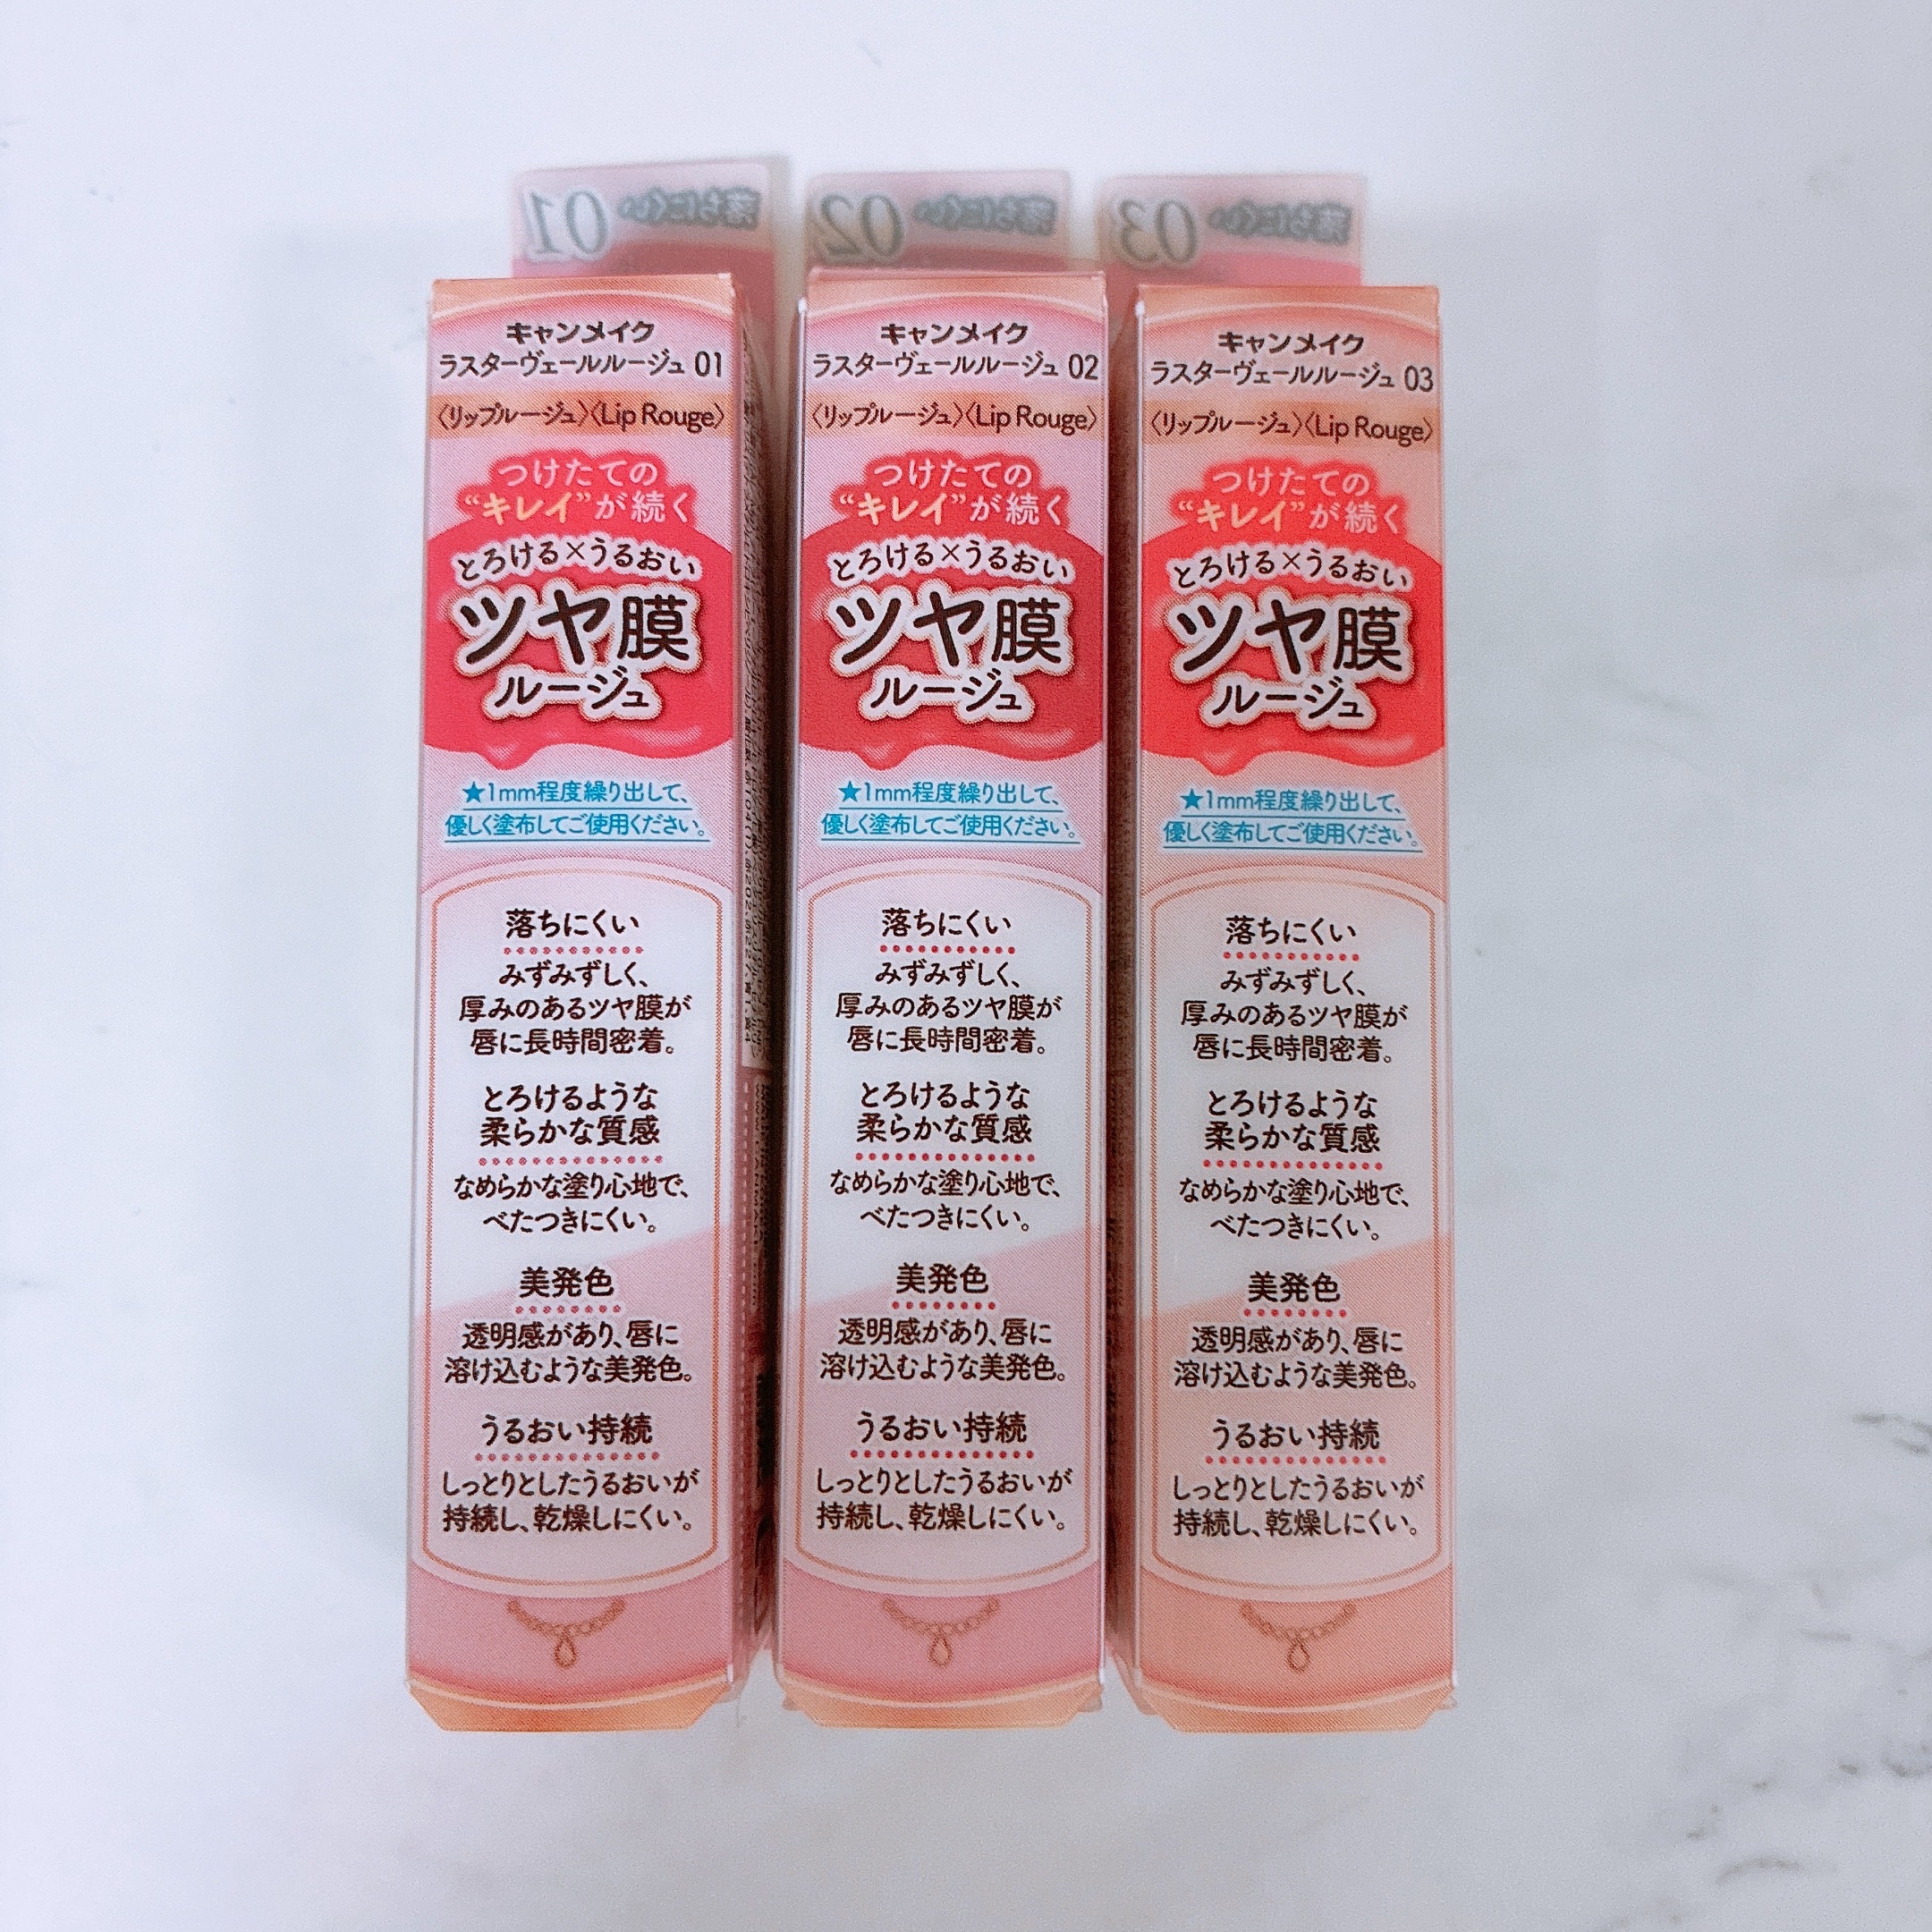 01 落ちにくい
02 落ちにくい
03 落ちにくい
キャンメイク
ラスターヴェールルージュ 01
〈リップルージュ〉〈Lip Rouge〉
つけたての
“キレイ”が続く
とろける×うるおい
ツヤ膜
ルージュ
★1mm程度繰り出して、
優しく塗布してご使用ください。
落ちにくい
みずみずしく、
厚みのあるツヤ膜が
唇に長時間密着。
とろけるような
柔らかな質感
なめらかな塗り心地で、
べたつきにくい。
美発色
透明感があり、唇に
溶け込むような美発色。
うるおい持続
しっとりとしたうるおいが
持続し、乾燥しにくい。
キャンメイク
ラスターヴェールルージュ 02
〈リップルージュ〉〈Lip Rouge〉
つけたての
“キレイ”が続く
とろける×うるおい
ツヤ膜
ルージュ
★1mm程度繰り出して、
優しく塗布してご使用ください。
落ちにくい
みずみずしく、
厚みのあるツヤ膜が
唇に長時間密着。
とろけるような
柔らかな質感
なめらかな塗り心地で、
べたつきにくい。
美発色
透明感があり、唇に
溶け込むような美発色。
うるおい持続
しっとりとしたうるおいが
持続し、乾燥しにくい。
キャンメイク
ラスターヴェールルージュ 03
〈リップルージュ〉〈Lip Rouge〉
つけたての
“キレイ”が続く
とろける×うるおい
ツヤ膜
ルージュ
★1mm程度繰り出して、
優しく塗布してご使用ください。
落ちにくい
みずみずしく、
厚みのあるツヤ膜が
唇に長時間密着。
とろけるような
柔らかな質感
なめらかな塗り心地で、
べたつきにくい。
美発色
透明感があり、唇に
溶け込むような美発色。
うるおい持続
しっとりとしたうるおいが
持続し、乾燥しにくい。